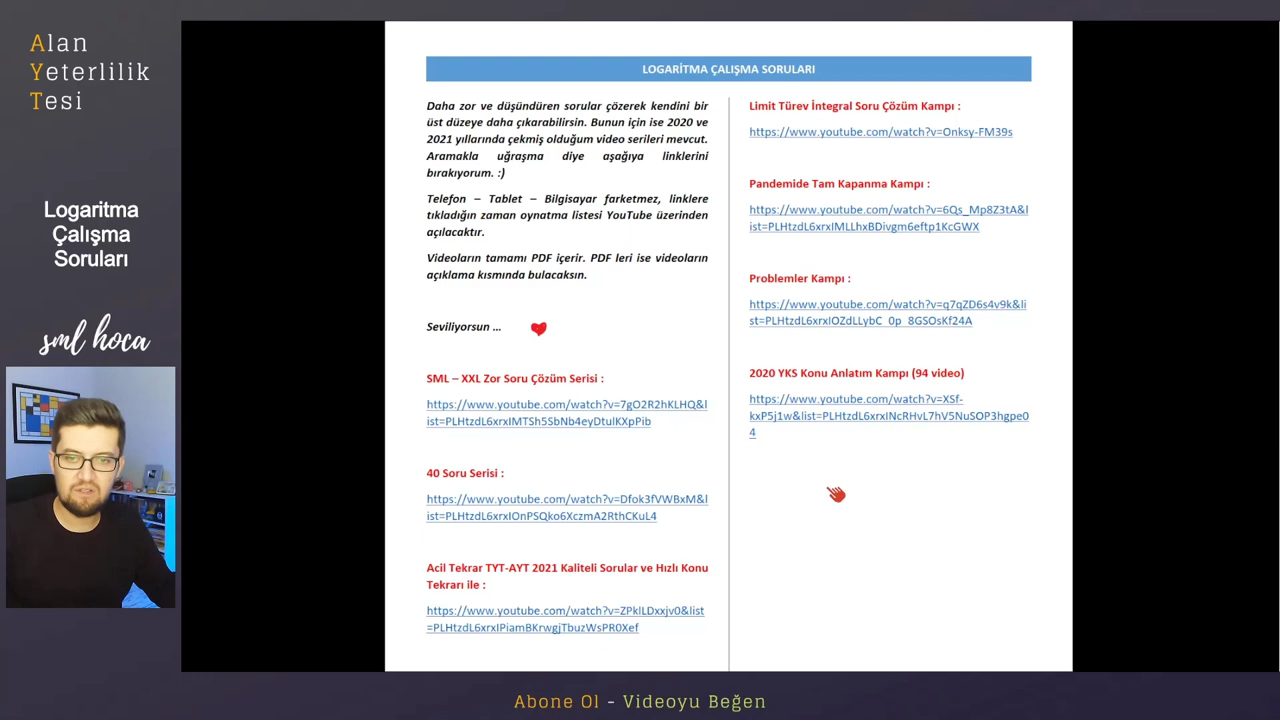 Alan
Yeterlilik
Tesi
Logaritma
Çalışma
Soruları
sml hoca
LOGARİTMA ÇALIŞMA SORULARI
Daha zor ve düşündüren sorular çözerek kendini bir
üst düzeye daha çıkarabilirsin. Bunun için ise 2020 ve
2021 yıllarında çekmiş olduğum video serileri mevcut.
Aramakla uğraşma diye aşağıya linklerini
bırakıyorum. :)
Telefon – Tablet – Bilgisayar farketmez, linklere
tıkladığın zaman oynatma listesi YouTube üzerinden
açılacaktır.
Videoların tamamı PDF içerir. PDF leri ise videoların
açıklama kısmında bulacaksın.
Seviliyorsun ...
SML – XXL Zor Soru Çözüm Serisi :
https://www.youtube.com/watch?v=7gO2R2hKLHQ&l
ist=PLHtzdL6xrxIMTSh5SbNb4eyDtulKXpPib
40 Soru Serisi :
https://www.youtube.com/watch?v=Dfok3fVWBxM&l
ist=PLHtzdL6xrxIOnPSQko6XczmA2RthCKuL4
Acil Tekrar TYT-AYT 2021 Kaliteli Sorular ve Hızlı Konu
Tekrarı ile :
https://www.youtube.com/watch?v=ZPklLDxxjv0&list
=PLHtzdL6xrxIPiamBKrwgjTbuzWsPR0Xef
Limit Türev İntegral Soru Çözüm Kampı :
https://www.youtube.com/watch?v=Onksy-FM39s
Pandemide Tam Kapanma Kampı :
https://www.youtube.com/watch?v=6Qs_Mp8Z3tA&l
ist=PLHtzdL6xrxIMLLhxBDivgm6eftp1KcGWX
Problemler Kampı :
https://www.youtube.com/watch?v=q7qZD6s4v9k&li
st=PLHtzdL6xrxIOZdLLybC_0p_8GSOsKf24A
2020 YKS Konu Anlatım Kampı (94 video)
https://www.youtube.com/watch?v=XSf-
kxP5j1w&list=PLHtzdL6xrxINcRHvL7hV5NuSOP3hgpe0
4
Abone Ol - Videoyu Beğen